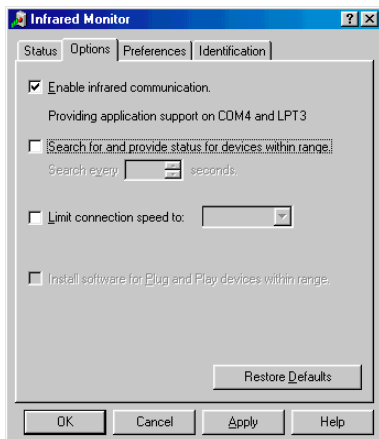 Infrared Monitor
Status Options Preferences Identification
Enable infrared communication.
Providing application support on COM4 and LPT3
Search for and provide status for devices within range.
Search every seconds.
Limit connection speed to:
Install software for Plug and Play devices within range.
Restore Defaults
OK Cancel Apply Help